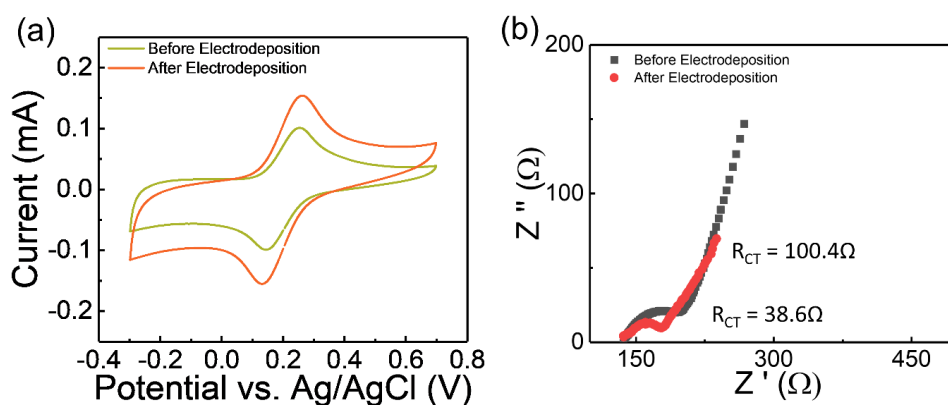 (a)
Before Electrodeposition
After Electrodeposition
0.2
0.1
0.0
-0.1
-0.2
Current (mA)
-0.4
-0.2
0.0
0.2
0.4
0.6
0.8
Potential vs. Ag/AgCl (V)
(b)
Before Electrodeposition
After Electrodeposition
200
100
0
Z'' (Ω)
R_CT = 100.4Ω
R_CT = 38.6Ω
150
300
450
Z' (Ω)